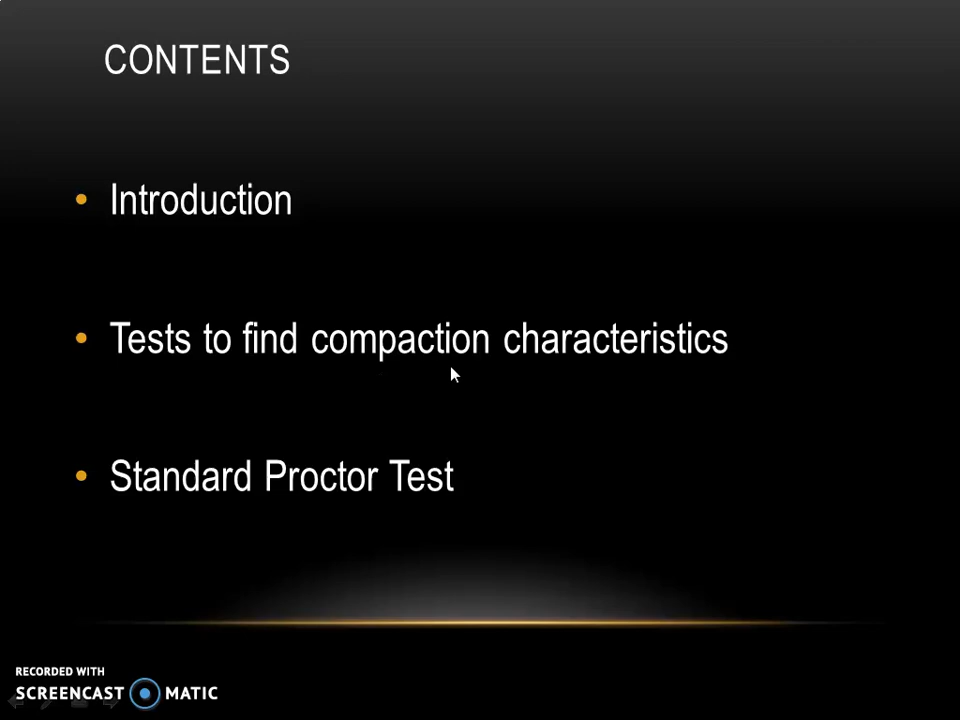 CONTENTS
• Introduction
• Tests to find compaction characteristics
• Standard Proctor Test
RECORDED WITH
SCREENCAST MATIC